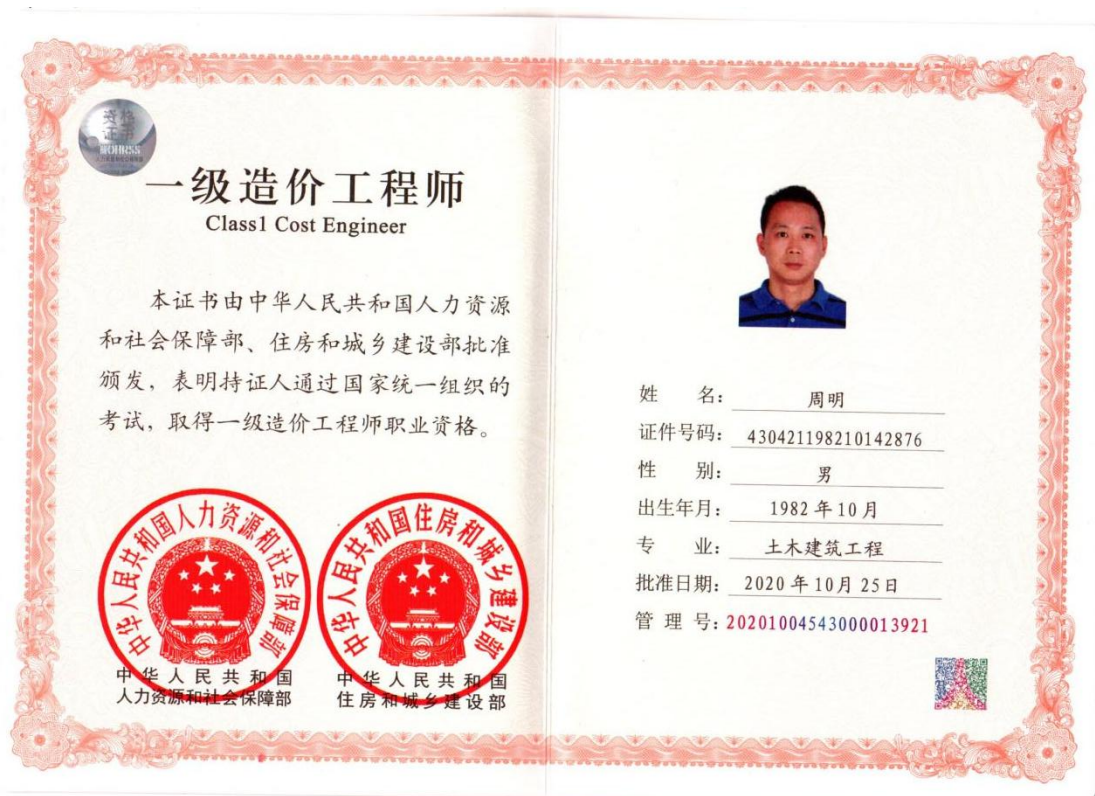 资格
证书
MOHRSS
一级造价工程师
Class1 Cost Engineer
本证书由中华人民共和国人力资源
和社会保障部、住房和城乡建设部批准
颁发，表明持证人通过国家统一组织的
考试，取得一级造价工程师职业资格。
中华人民共和国人力资源和社会保障部
中华人民共和国住房和城乡建设部
中华人民共和国
人力资源和社会保障部
中华人民共和国
住房和城乡建设部
姓 名： 周明
证件号码： 430421198210142876
性 别： 男
出生年月： 1982年10月
专 业： 土木建筑工程
批准日期： 2020年10月25日
管 理 号： 20201004543000013921